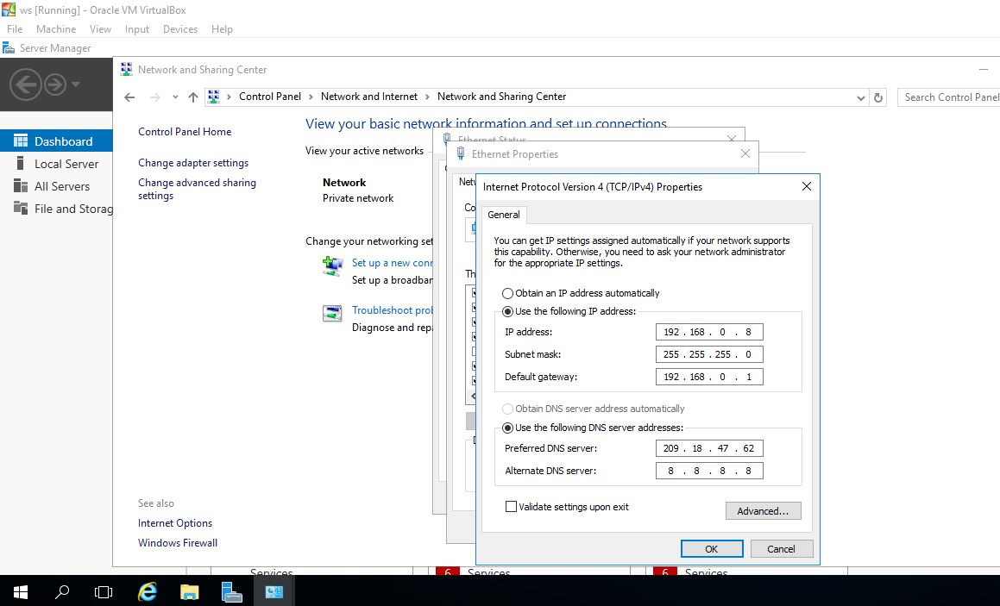 ws [Running] - Oracle VM VirtualBox
File Machine View Input Devices Help
Server Manager
Network and Sharing Center
Control Panel Network and Internet Network and Sharing Center
Search Control Panel
Dashboard
Local Server
All Servers
File and Storag
Control Panel Home
Change adapter settings
Change advanced sharing
settings
View your basic network information and set up connections
View your active networks
Network
Private network
Change your networking set
Set up a new conn
Set up a broadban
Troubleshoot prob
Diagnose and repa
See also
Internet Options
Windows Firewall
Ethernet Status
Ethernet Properties
Netw
Co
Th
Internet Protocol Version 4 (TCP/IPv4) Properties
General
You can get IP settings assigned automatically if your network supports
this capability. Otherwise, you need to ask your network administrator
for the appropriate IP settings.
Obtain an IP address automatically
Use the following IP address:
IP address: 192 . 168 . 0 . 8
Subnet mask: 255 . 255 . 255 . 0
Default gateway: 192 . 168 . 0 . 1
Obtain DNS server address automatically
Use the following DNS server addresses:
Preferred DNS server: 209 . 18 . 47 . 62
Alternate DNS server: 8 . 8 . 8 . 8
Validate settings upon exit
Advanced...
OK Cancel
Services 6 Services 6 Services